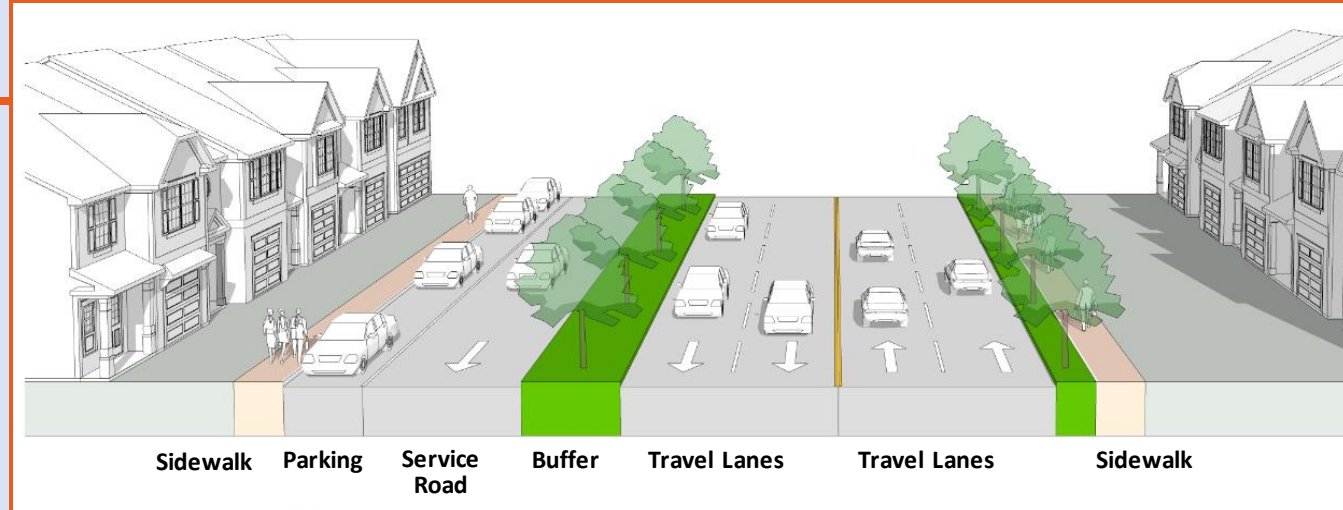 Sidewalk
Parking
Service
Road
Buffer
Travel Lanes
Travel Lanes
Sidewalk